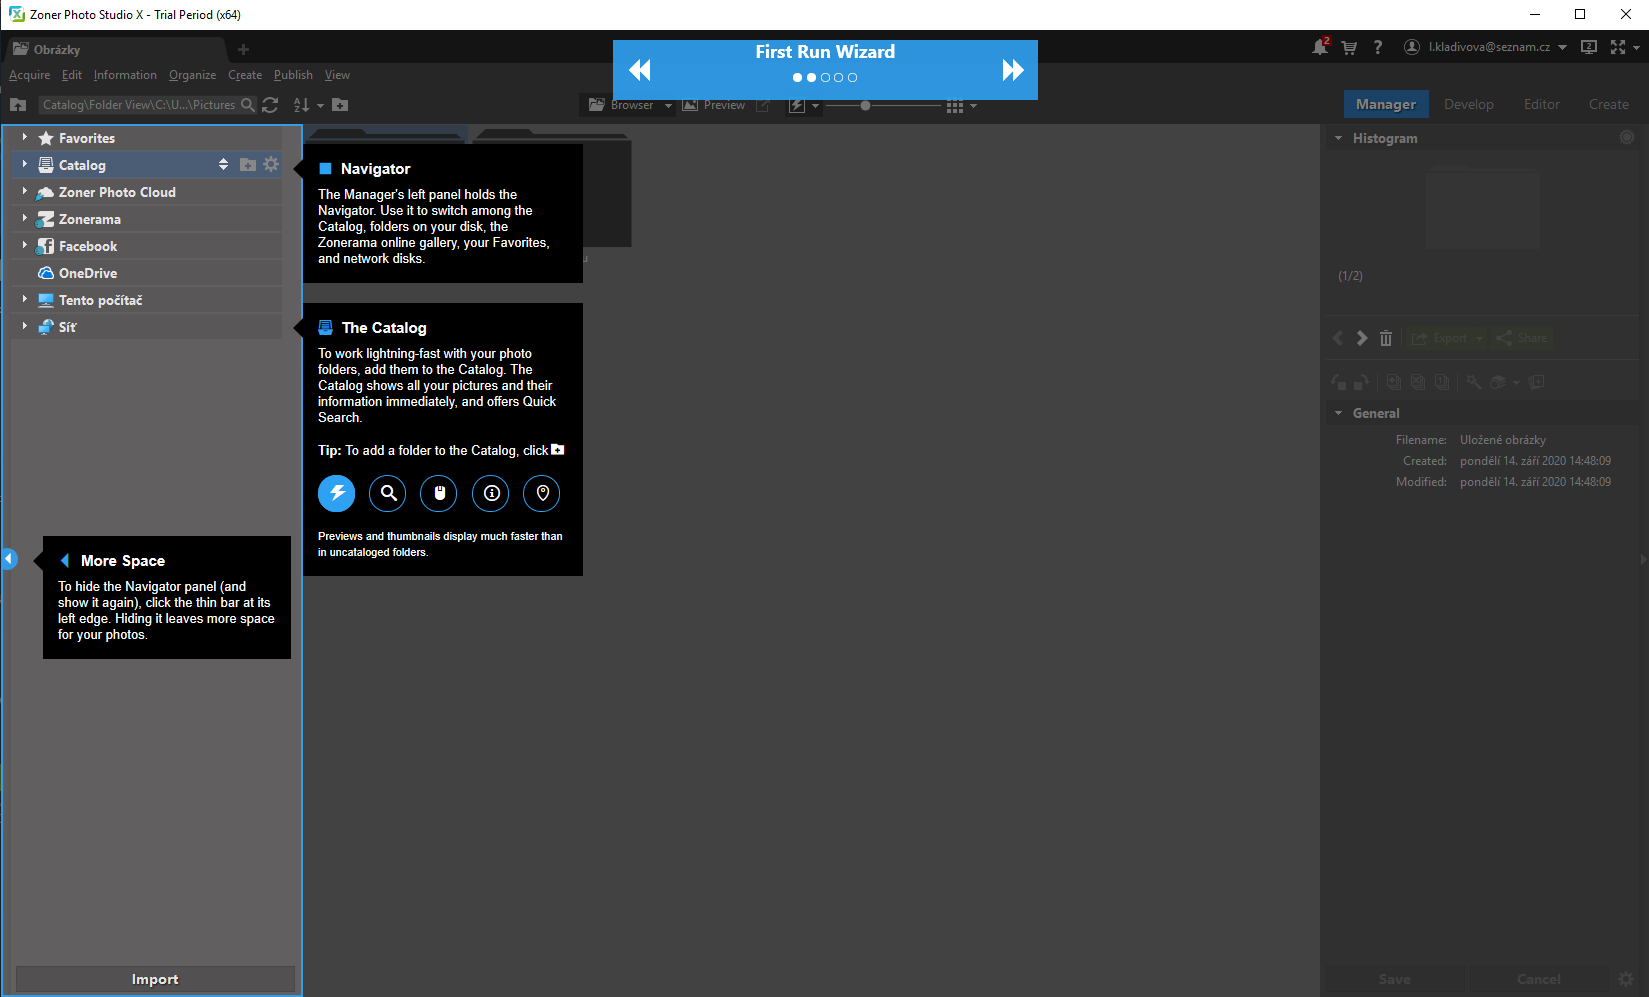 Zoner Photo Studio X - Trial Period (x64)
Obrázky
First Run Wizard
2
l.kladivova@seznam.cz
2
Acquire Edit Information Organize Create Publish View
Catalog\Folder View\C:\U...\Pictures
Browser
Preview
Manager
Develop
Editor
Create
Favorites
Catalog
Zoner Photo Cloud
Zonerama
Facebook
OneDrive
Tento počítač
Síť
Navigator
The Manager's left panel holds the
Navigator. Use it to switch among the
Catalog, folders on your disk, the
Zonerama online gallery, your Favorites,
and network disks.
The Catalog
To work lightning-fast with your photo
folders, add them to the Catalog. The
Catalog shows all your pictures and their
information immediately, and offers Quick
Search.
Tip: To add a folder to the Catalog, click
Previews and thumbnails display much faster than
in uncataloged folders.
More Space
To hide the Navigator panel (and
show it again), click the thin bar at its
left edge. Hiding it leaves more space
for your photos.
Import
Histogram
(1/2)
Export
Share
General
Filename: Uložené obrázky
Created: pondělí 14. září 2020 14:48:09
Modified: pondělí 14. září 2020 14:48:09
Save
Cancel